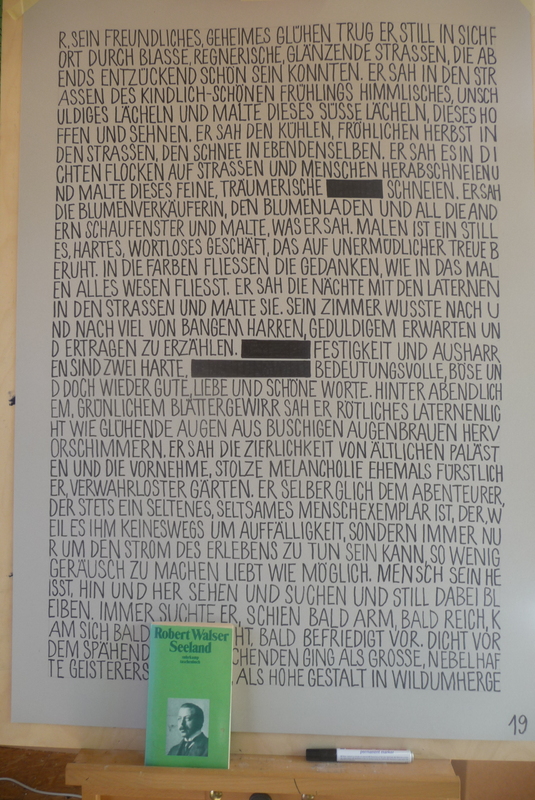 R, SEIN FREUNDLICHES, GEHEIMES GLÜHEN TRUG ER STILL IN SICH F
ORT DURCH BLASSE, REGNERISCHE, GLÄNZENDE STRASSEN, DIE AB
ENDS ENTZÜCKEND SCHÖN SEIN KONNTEN. ER SAH IN DEN STR
ASSEN DES KINDLICH-SCHÖNEN FRÜHLINGS HIMMLISCHES, UNSCH
ULDIGES LÄCHELN UND MALTE DIESES SÜSSE LÄCHELN, DIESES HO
FFEN UND SEHNEN. ER SAH DEN KÜHLEN, FRÖHLICHEN HERBST IN
DEN STRASSEN, DEN SCHNEE IN EBENDENSELBEN. ER SAH ES IN DI
CHTEN FLOCKEN AUF STRASSEN UND MENSCHEN HERABSCHNEIEN U
ND MALTE DIESES FEINE, TRÄUMERISCHE SCHNEIEN. ER SAH
DIE BLUMENVERKÄUFERIN, DEN BLUMENLADEN UND ALL DIE AND
ERN SCHAUFENSTER UND MALTE, WAS ER SAH. MALEN IST EIN STILL
ES, HARTES, WORTLOSES GESCHÄFT, DAS AUF UNERMÜDLICHER TREUE B
ERUHT. IN DIE FARBEN FLIESSEN DIE GEDANKEN, WIE IN DAS MAL
EN ALLES WESEN FLIESST. ER SAH DIE NÄCHTE MIT DEN LATERNEN
IN DEN STRASSEN UND MALTE SIE. SEIN ZIMMER WUSSTE NACH U
ND NACH VIEL VON BANGEM HARREN, GEDULDIGEM ERWARTEN UN
D ERTRAGEN ZU ERZÄHLEN. FESTIGKEIT UND AUSHARR
EN SIND ZWEI HARTE, BEDEUTUNGSVOLLE, BÖSE UN
D DOCH WIEDER GUTE, LIEBE UND SCHÖNE WORTE. HINTER ABENDLICH
EM, GRÜNLICHEM BLÄTTERGEWIRR SAH ER RÖTLICHES LATERNENLIC
HT WIE GLÜHENDE AUGEN AUS BUSCHIGEN AUGENBRAUEN HERV
ORSCHIMMERN. ER SAH DIE ZIERLICHKEIT VON ÄLTLICHEN PALÄST
EN UND DIE VORNEHME, STOLZE MELANCHOLIE EHEMALS FÜRSTLICH
ER, VERWAHRLOSTER GÄRTEN. ER SELBER GLICH DEM ABENTEURER,
DER STETS EIN SELTENES, SELTSAMES MENSCHEXEMPLAR IST, DER, W
EIL ES IHM KEINESWEGS UM AUFFÄLLIGKEIT, SONDERN IMMER NU
R UM DEN STROM DES ERLEBENS ZU TUN SEIN KANN, SO WENIG
GERÄUSCH ZU MACHEN LIEBT WIE MÖGLICH. MENSCH SEIN HE
ISST, HIN UND HER SEHEN UND SUCHEN UND STILL DABEI BL
EIBEN. IMMER SUCHTE ER, SCHIEN BALD ARM, BALD REICH, K
AM SICH BALD HT, BALD BEFRIEDIGT VOR. DICHT VOR
DEM SPÄHEND CHENDEN GING ALS GROSSE, NEBELHAF
TE GEISTERERS , ALS HOHE GESTALT IN WILDUMHERGE
19
Robert Walser
Seeland
suhrkamp
taschenbuch